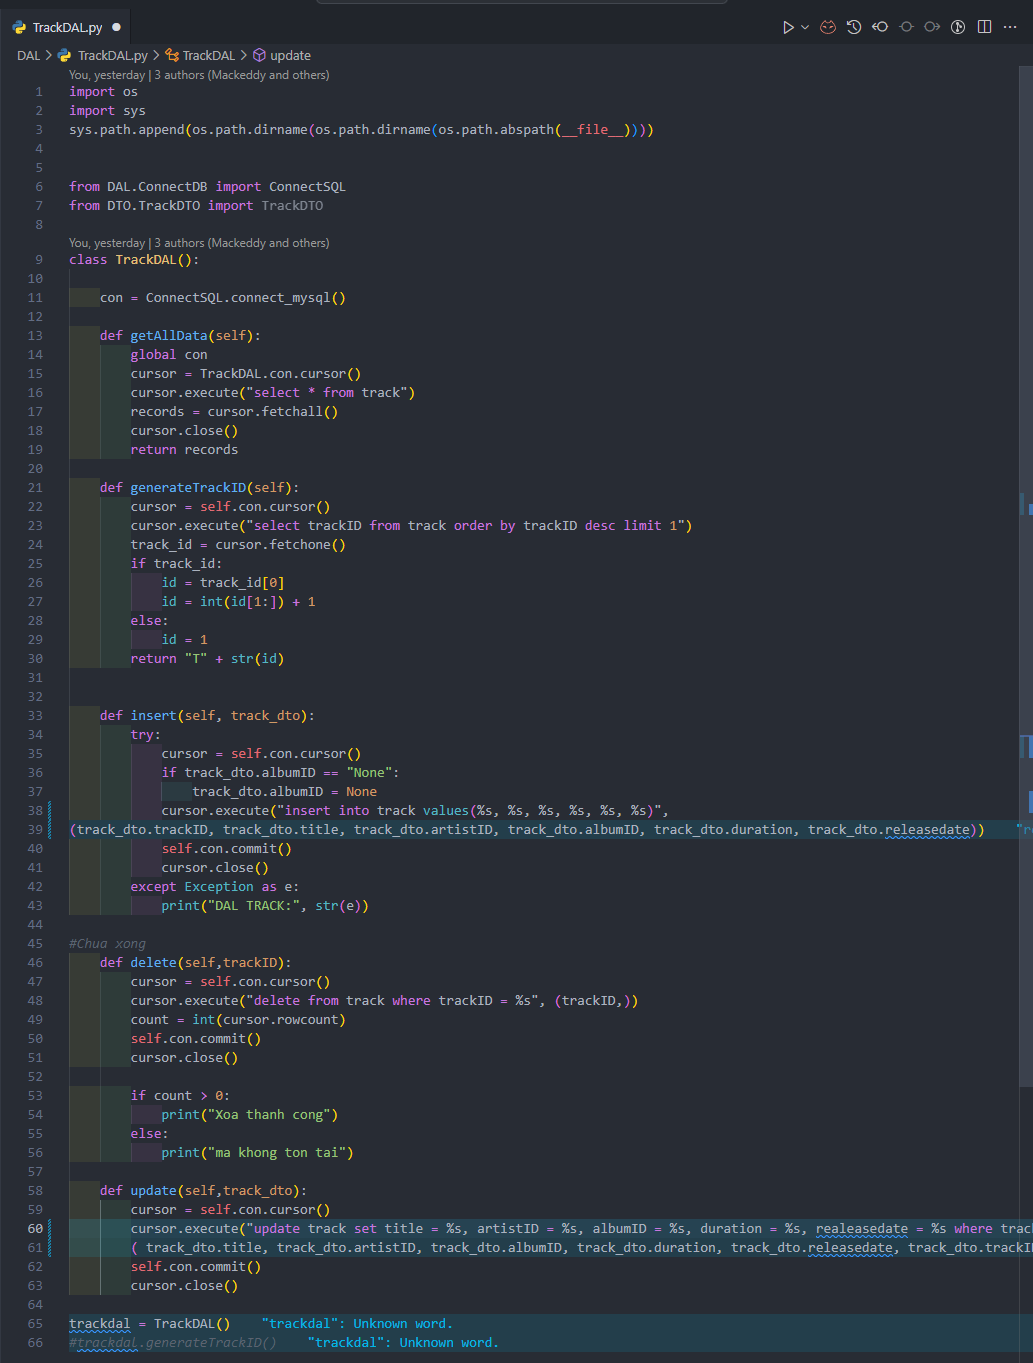 TrackDAL.py
DAL > TrackDAL.py > TrackDAL > update
You, yesterday | 3 authors (Mackeddy and others)
1 import os
2 import sys
3 sys.path.append(os.path.dirname(os.path.dirname(os.path.abspath(__file__))))
4
5
6 from DAL.ConnectDB import ConnectSQL
7 from DTO.TrackDTO import TrackDTO
8
You, yesterday | 3 authors (Mackeddy and others)
9 class TrackDAL():
10
11 con = ConnectSQL.connect_mysql()
12
13 def getAllData(self):
14 global con
15 cursor = TrackDAL.con.cursor()
16 cursor.execute("select * from track")
17 records = cursor.fetchall()
18 cursor.close()
19 return records
20
21 def generateTrackID(self):
22 cursor = self.con.cursor()
23 cursor.execute("select trackID from track order by trackID desc limit 1")
24 track_id = cursor.fetchone()
25 if track_id:
26 id = track_id[0]
27 id = int(id[1:]) + 1
28 else:
29 id = 1
30 return "T" + str(id)
31
32
33 def insert(self, track_dto):
34 try:
35 cursor = self.con.cursor()
36 if track_dto.albumID == "None":
37 track_dto.albumID = None
38 cursor.execute("insert into track values(%s, %s, %s, %s, %s, %s)",
39 (track_dto.trackID, track_dto.title, track_dto.artistID, track_dto.albumID, track_dto.duration, track_dto.releasedate)) "r
40 self.con.commit()
41 cursor.close()
42 except Exception as e:
43 print("DAL TRACK:", str(e))
44
45 #Chua xong
46 def delete(self,trackID):
47 cursor = self.con.cursor()
48 cursor.execute("delete from track where trackID = %s", (trackID,))
49 count = int(cursor.rowcount)
50 self.con.commit()
51 cursor.close()
52
53 if count > 0:
54 print("Xoa thanh cong")
55 else:
56 print("ma khong ton tai")
57
58 def update(self,track_dto):
59 cursor = self.con.cursor()
60 cursor.execute("update track set title = %s, artistID = %s, albumID = %s, duration = %s, realeasedate = %s where trac
61 ( track_dto.title, track_dto.artistID, track_dto.albumID, track_dto.duration, track_dto.releasedate, track_dto.trackI
62 self.con.commit()
63 cursor.close()
64
65 trackdal = TrackDAL() "trackdal": Unknown word.
66 #trackdal.generateTrackID() "trackdal": Unknown word.